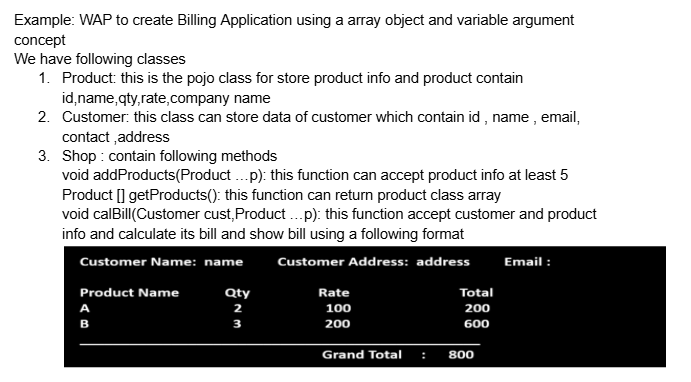 Example: WAP to create Billing Application using a array object and variable argument
concept
We have following classes
1. Product: this is the pojo class for store product info and product contain
id,name,qty,rate,company name
2. Customer: this class can store data of customer which contain id , name , email,
contact ,address
3. Shop : contain following methods
void addProducts(Product …p): this function can accept product info at least 5
Product [] getProducts(): this function can return product class array
void calBill(Customer cust,Product …p): this function accept customer and product
info and calculate its bill and show bill using a following format
Customer Name: name Customer Address: address Email :
Product Name Qty Rate Total
A 2 100 200
B 3 200 600
Grand Total : 800